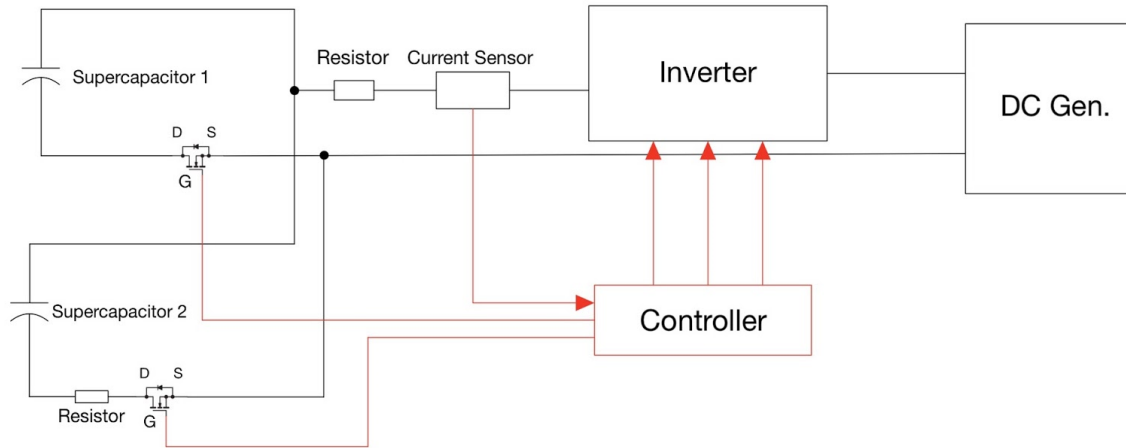 Supercapacitor 1
Resistor
Current Sensor
Inverter
DC Gen.
D S
G
Supercapacitor 2
Controller
D S
G
Resistor